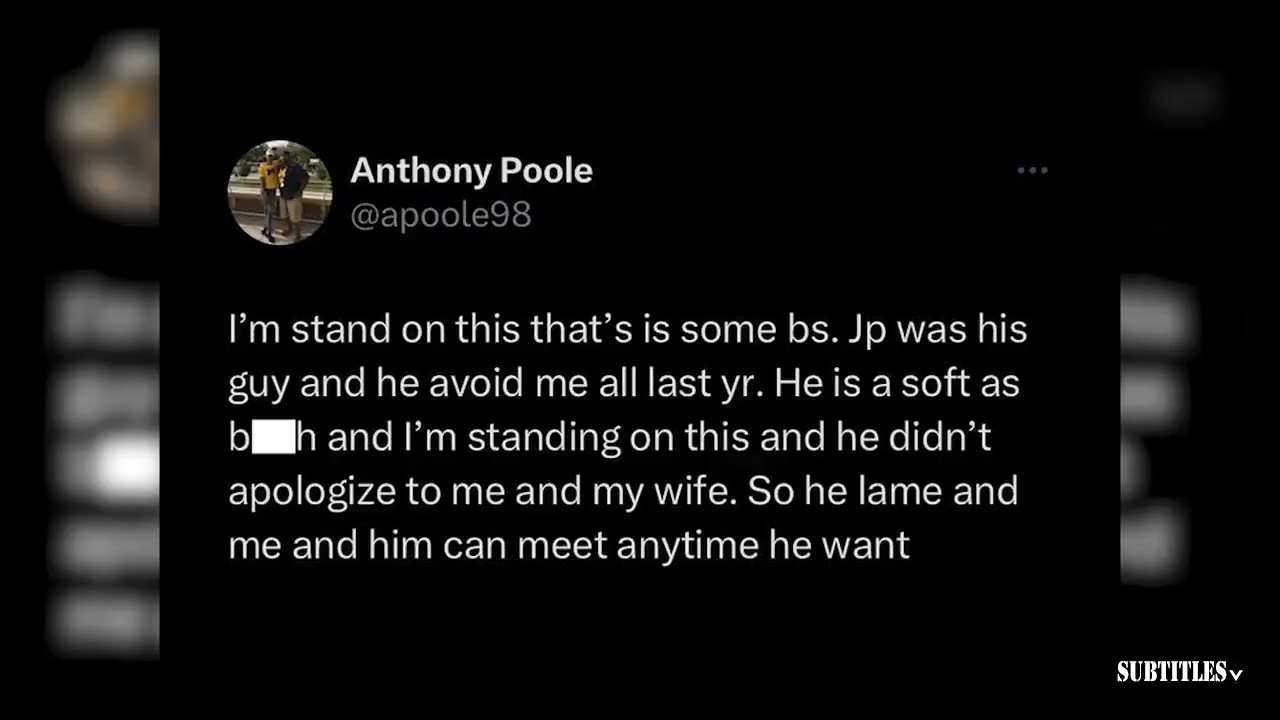 Anthony Poole
@apoole98
I'm stand on this that's is some bs. Jp was his
guy and he avoid me all last yr. He is a soft as
b h and I'm standing on this and he didn't
apologize to me and my wife. So he lame and
me and him can meet anytime he want
SUBTITLES